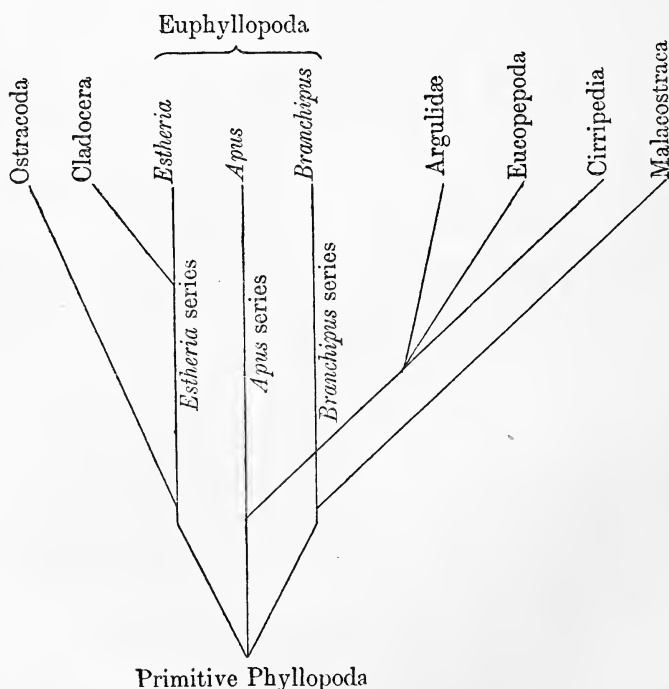 Euphyllopoda
Ostracoda
Cladocera
Estheria
Apus
Branchipus
Argulidæ
Eucopepoda
Cirripedia
Malacostraca
Estheria series
Apus series
Branchipus series
Primitive Phyllopoda